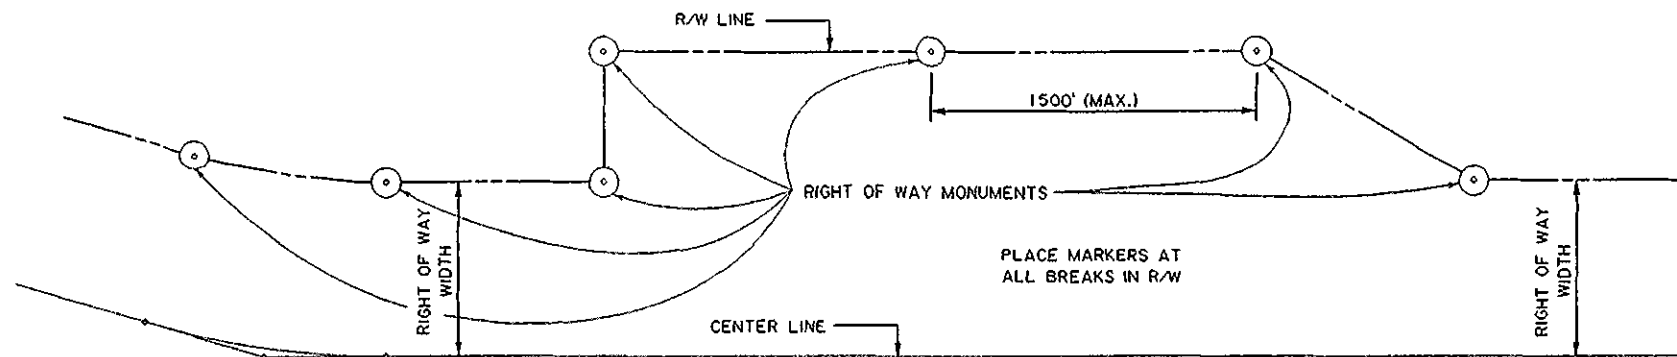 R/W LINE
1500' (MAX.)
RIGHT OF WAY MONUMENTS
RIGHT OF WAY
WIDTH
PLACE MARKERS AT
ALL BREAKS IN R/W
RIGHT OF WAY
WIDTH
CENTER LINE